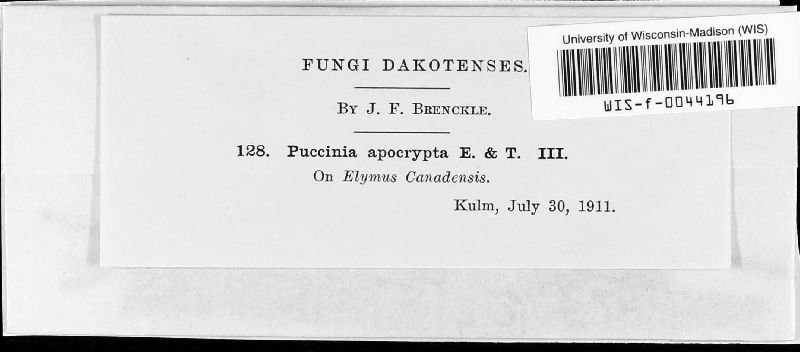 FUNGI DAKOTENSES.
BY J. F. BRENCKLE.
128. Puccinia apocrypta E. & T. III.
On Elymus Canadensis.
Kulm, July 30, 1911.
University of Wisconsin-Madison (WIS)
WIS-f-0044196